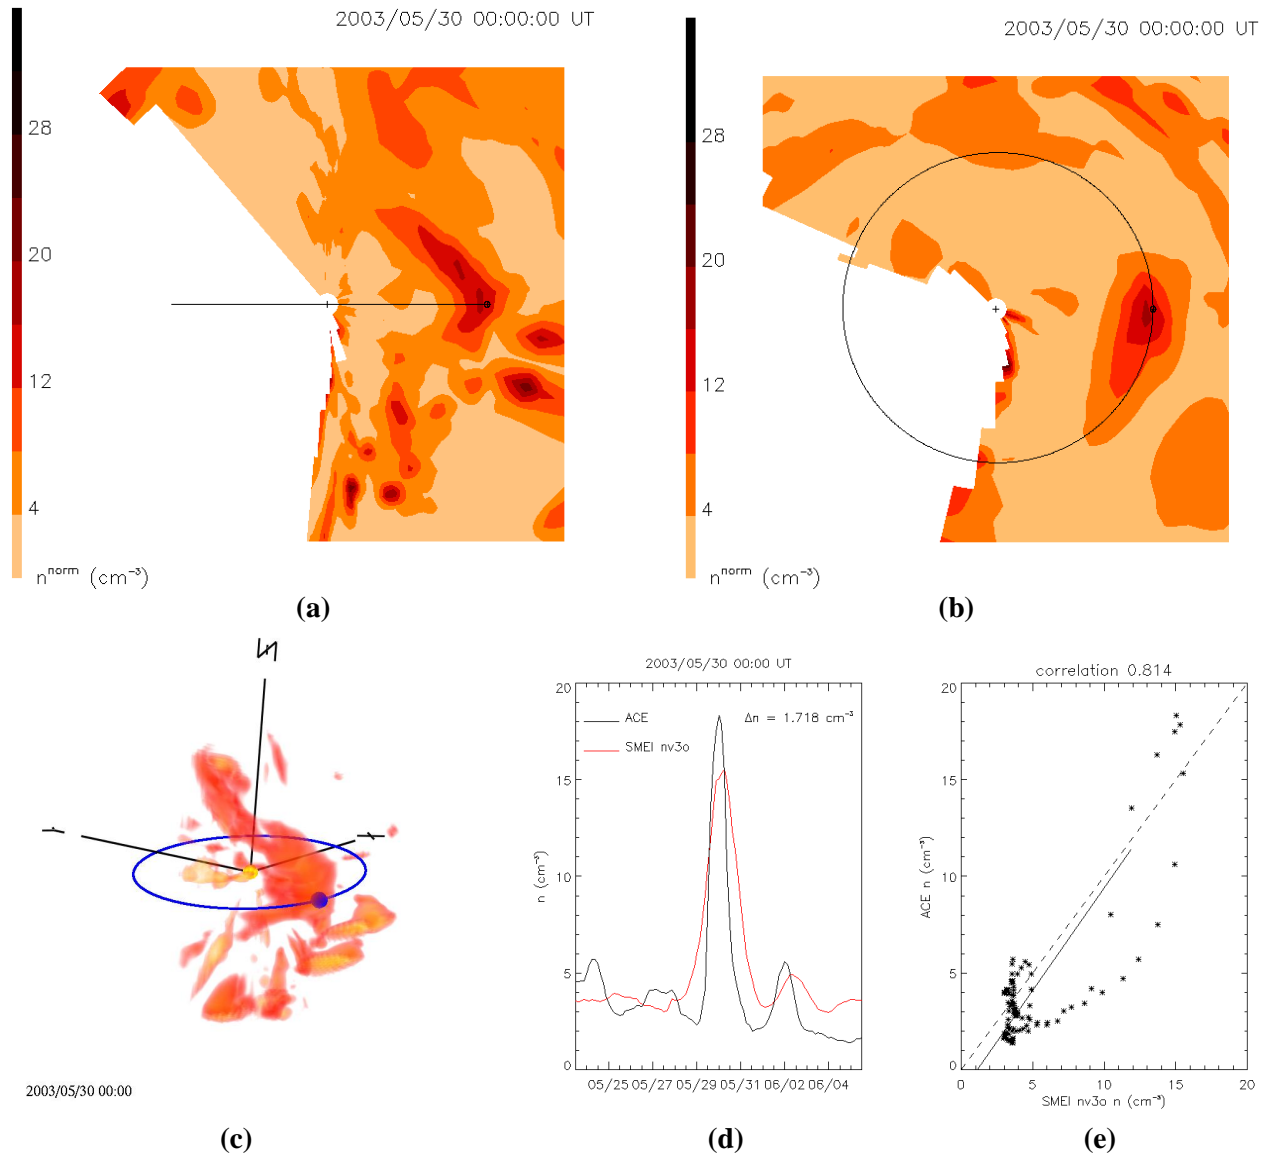 2003/05/30 00:00:00 UT
28
20
12
4
n^norm (cm⁻³)
(a)
2003/05/30 00:00:00 UT
28
20
12
4
n^norm (cm⁻³)
(b)
N
Y
X
2003/05/30 00:00
(c)
2003/05/30 00:00 UT
20
15
10
5
0
n (cm⁻³)
ACE
SMEI nv3o
Δn = 1.718 cm⁻³
05/25 05/27 05/29 05/31 06/02 06/04
(d)
correlation 0.814
20
15
10
5
0
ACE n (cm⁻³)
0 5 10 15 20
SMEI nv3o n (cm⁻³)
(e)